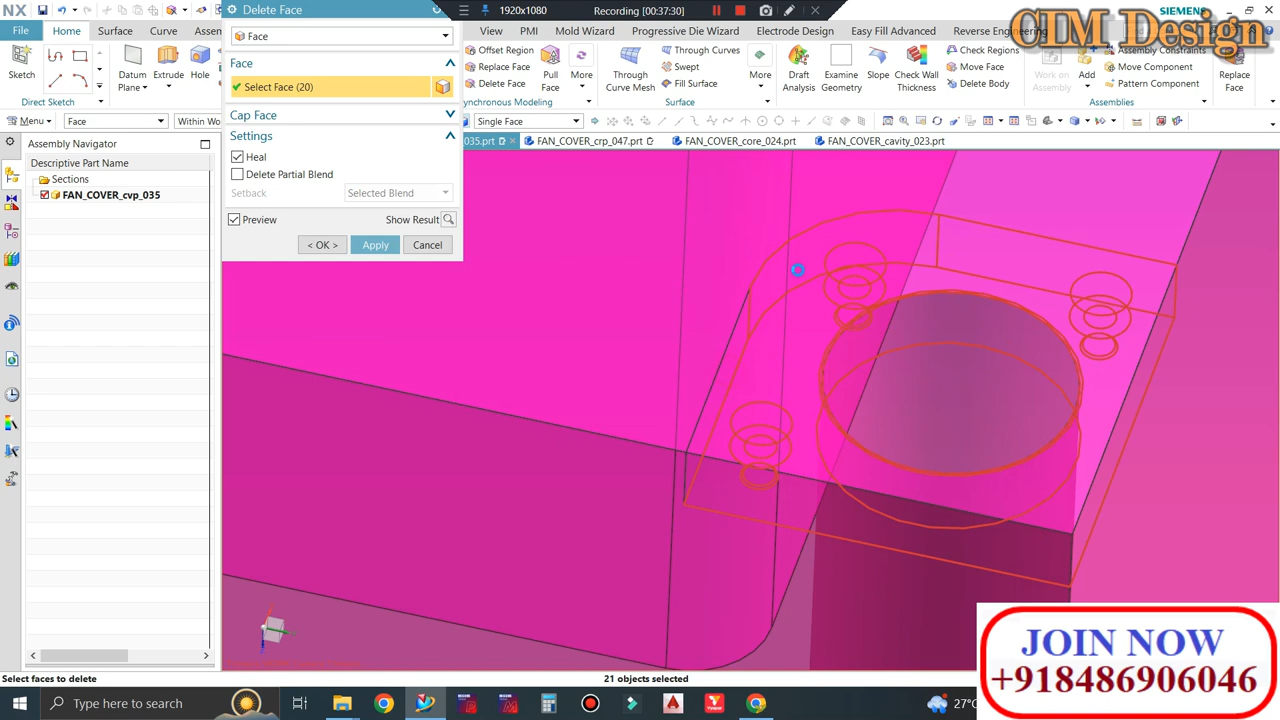 NX
Delete Face
1920x1080
Recording [00:37:30]
SIEMENS
CIM Design
File
Home
Surface
Curve
Assem
PMI
Mold Wizard
Progressive Die Wizard
Electrode Design
Easy Fill Advanced
Reverse Engineering
Face
Sketch
Datum Plane
Extrude
Hole
Offset Region
Replace Face
Delete Face
Pull Face
More
Through Curve Mesh
Through Curves
Swept
Fill Surface
More
Draft Analysis
Examine Geometry
Slope
Check Wall Thickness
Check Regions
Move Face
Delete Body
Work on Assembly
Add
Assembly Constraints
Move Component
Pattern Component
Replace Face
Direct Sketch
Synchronous Modeling
Surface
Assemblies
Face
Select Face (20)
Cap Face
Settings
Heal
Delete Partial Blend
Setback
Selected Blend
Preview
Show Result
< OK >
Apply
Cancel
Menu
Face
Within Wo
Single Face
035.prt
FAN_COVER_crp_047.prt
FAN_COVER_core_024.prt
FAN_COVER_cavity_023.prt
Assembly Navigator
Descriptive Part Name
Sections
FAN_COVER_cvp_035
JOIN NOW
+918486906046
Select faces to delete
21 objects selected
Type here to search
27°C